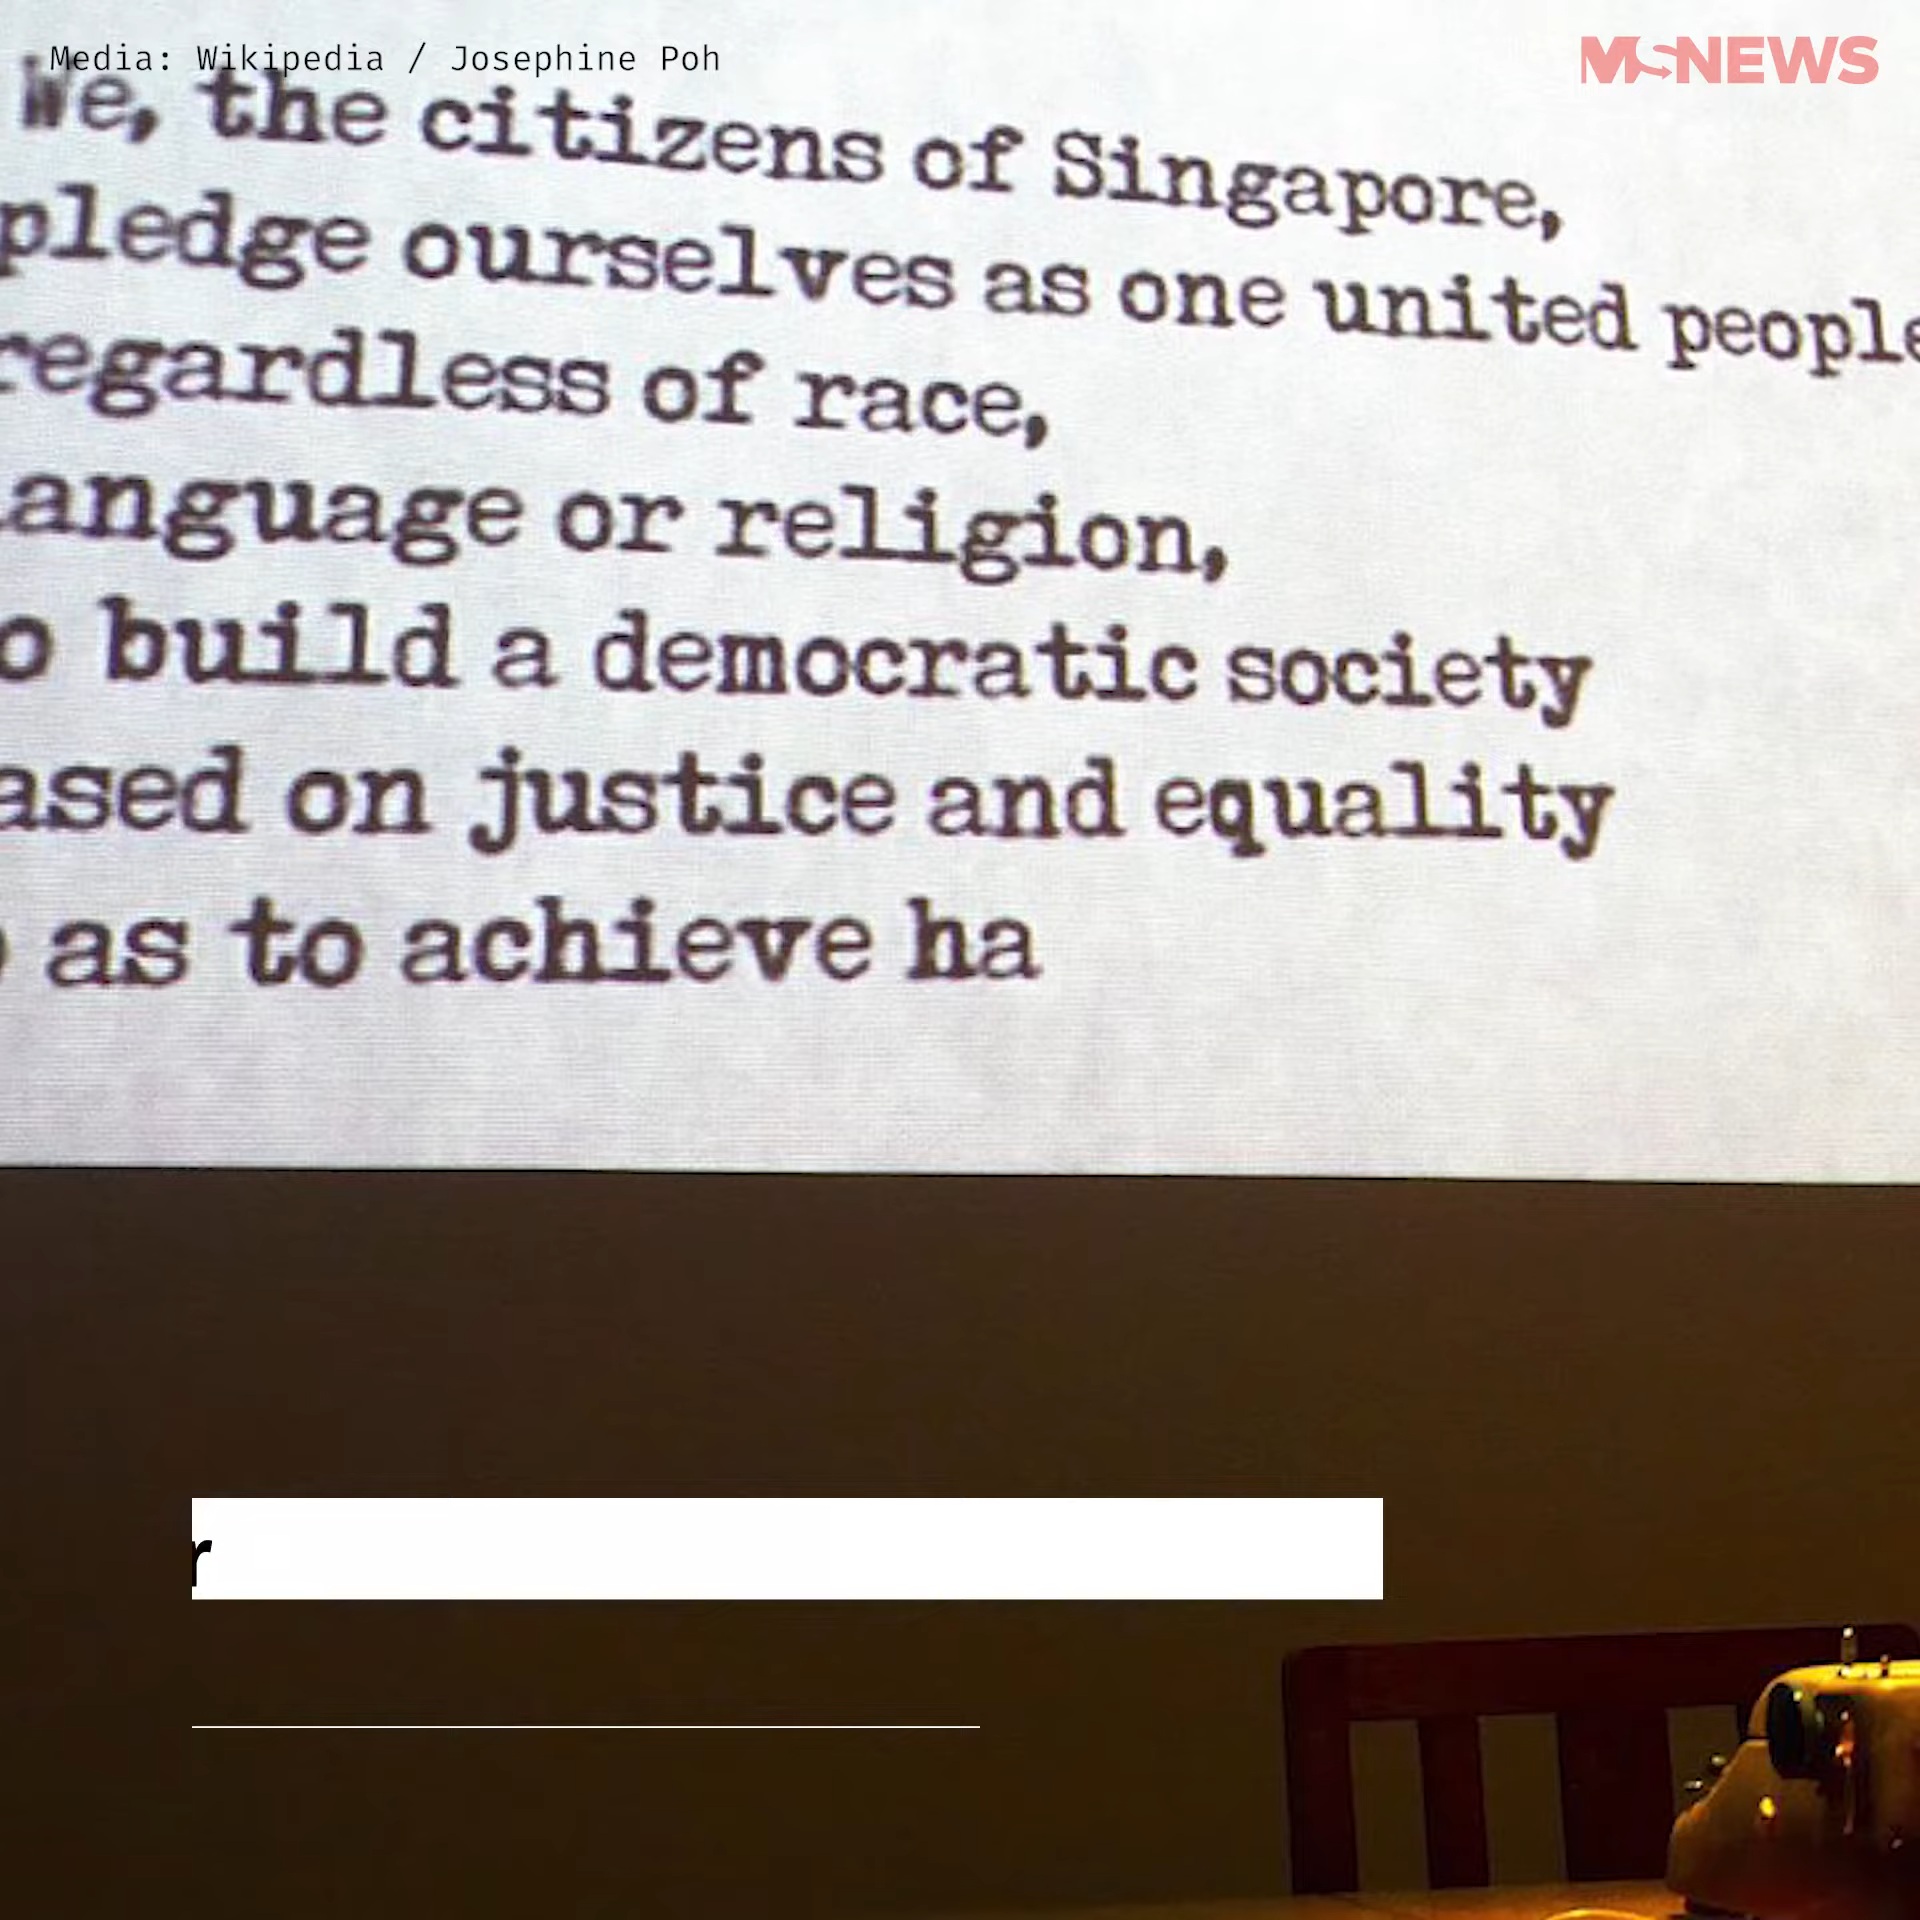 Media: Wikipedia / Josephine Poh
MSNEWS
We, the citizens of Singapore,
pledge ourselves as one united people
regardless of race,
anguage or religion,
o build a democratic society
ased on justice and equality
as to achieve ha
r